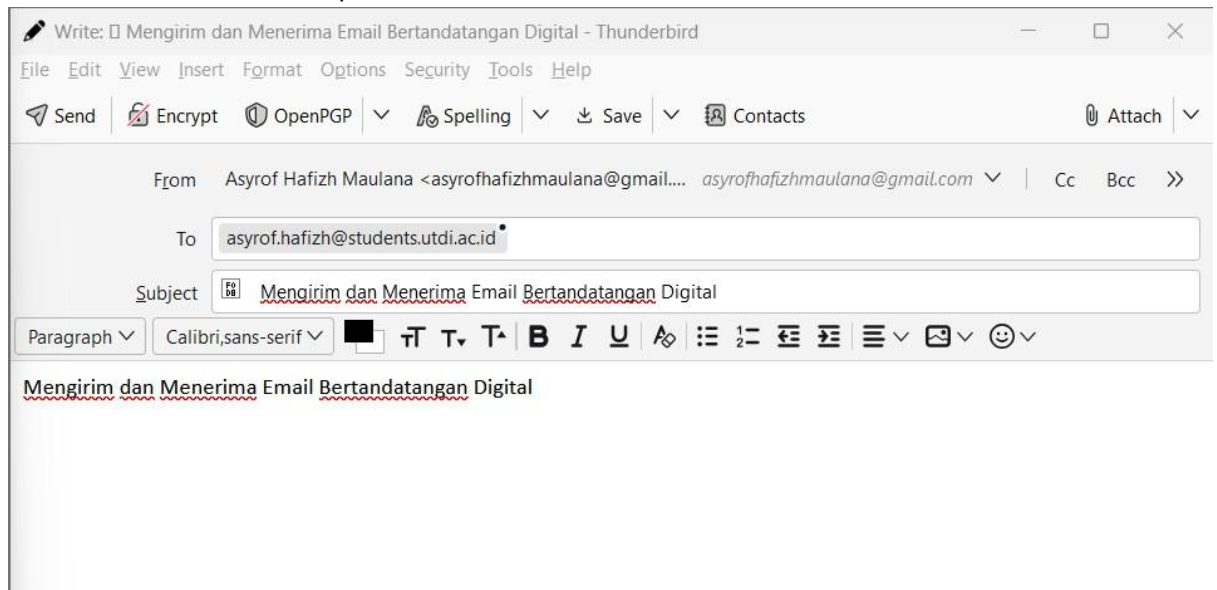 Write: ▯ Mengirim dan Menerima Email Bertandatangan Digital - Thunderbird
File Edit View Insert Format Options Security Tools Help
Send Encrypt OpenPGP Spelling Save Contacts Attach
From Asyrof Hafizh Maulana <asyrofhafizhmaulana@gmail.... asyrofhafizhmaulana@gmail.com Cc Bcc
To asyrof.hafizh@students.utdi.ac.id
Subject Mengirim dan Menerima Email Bertandatangan Digital
Paragraph Calibri,sans-serif
Mengirim dan Menerima Email Bertandatangan Digital